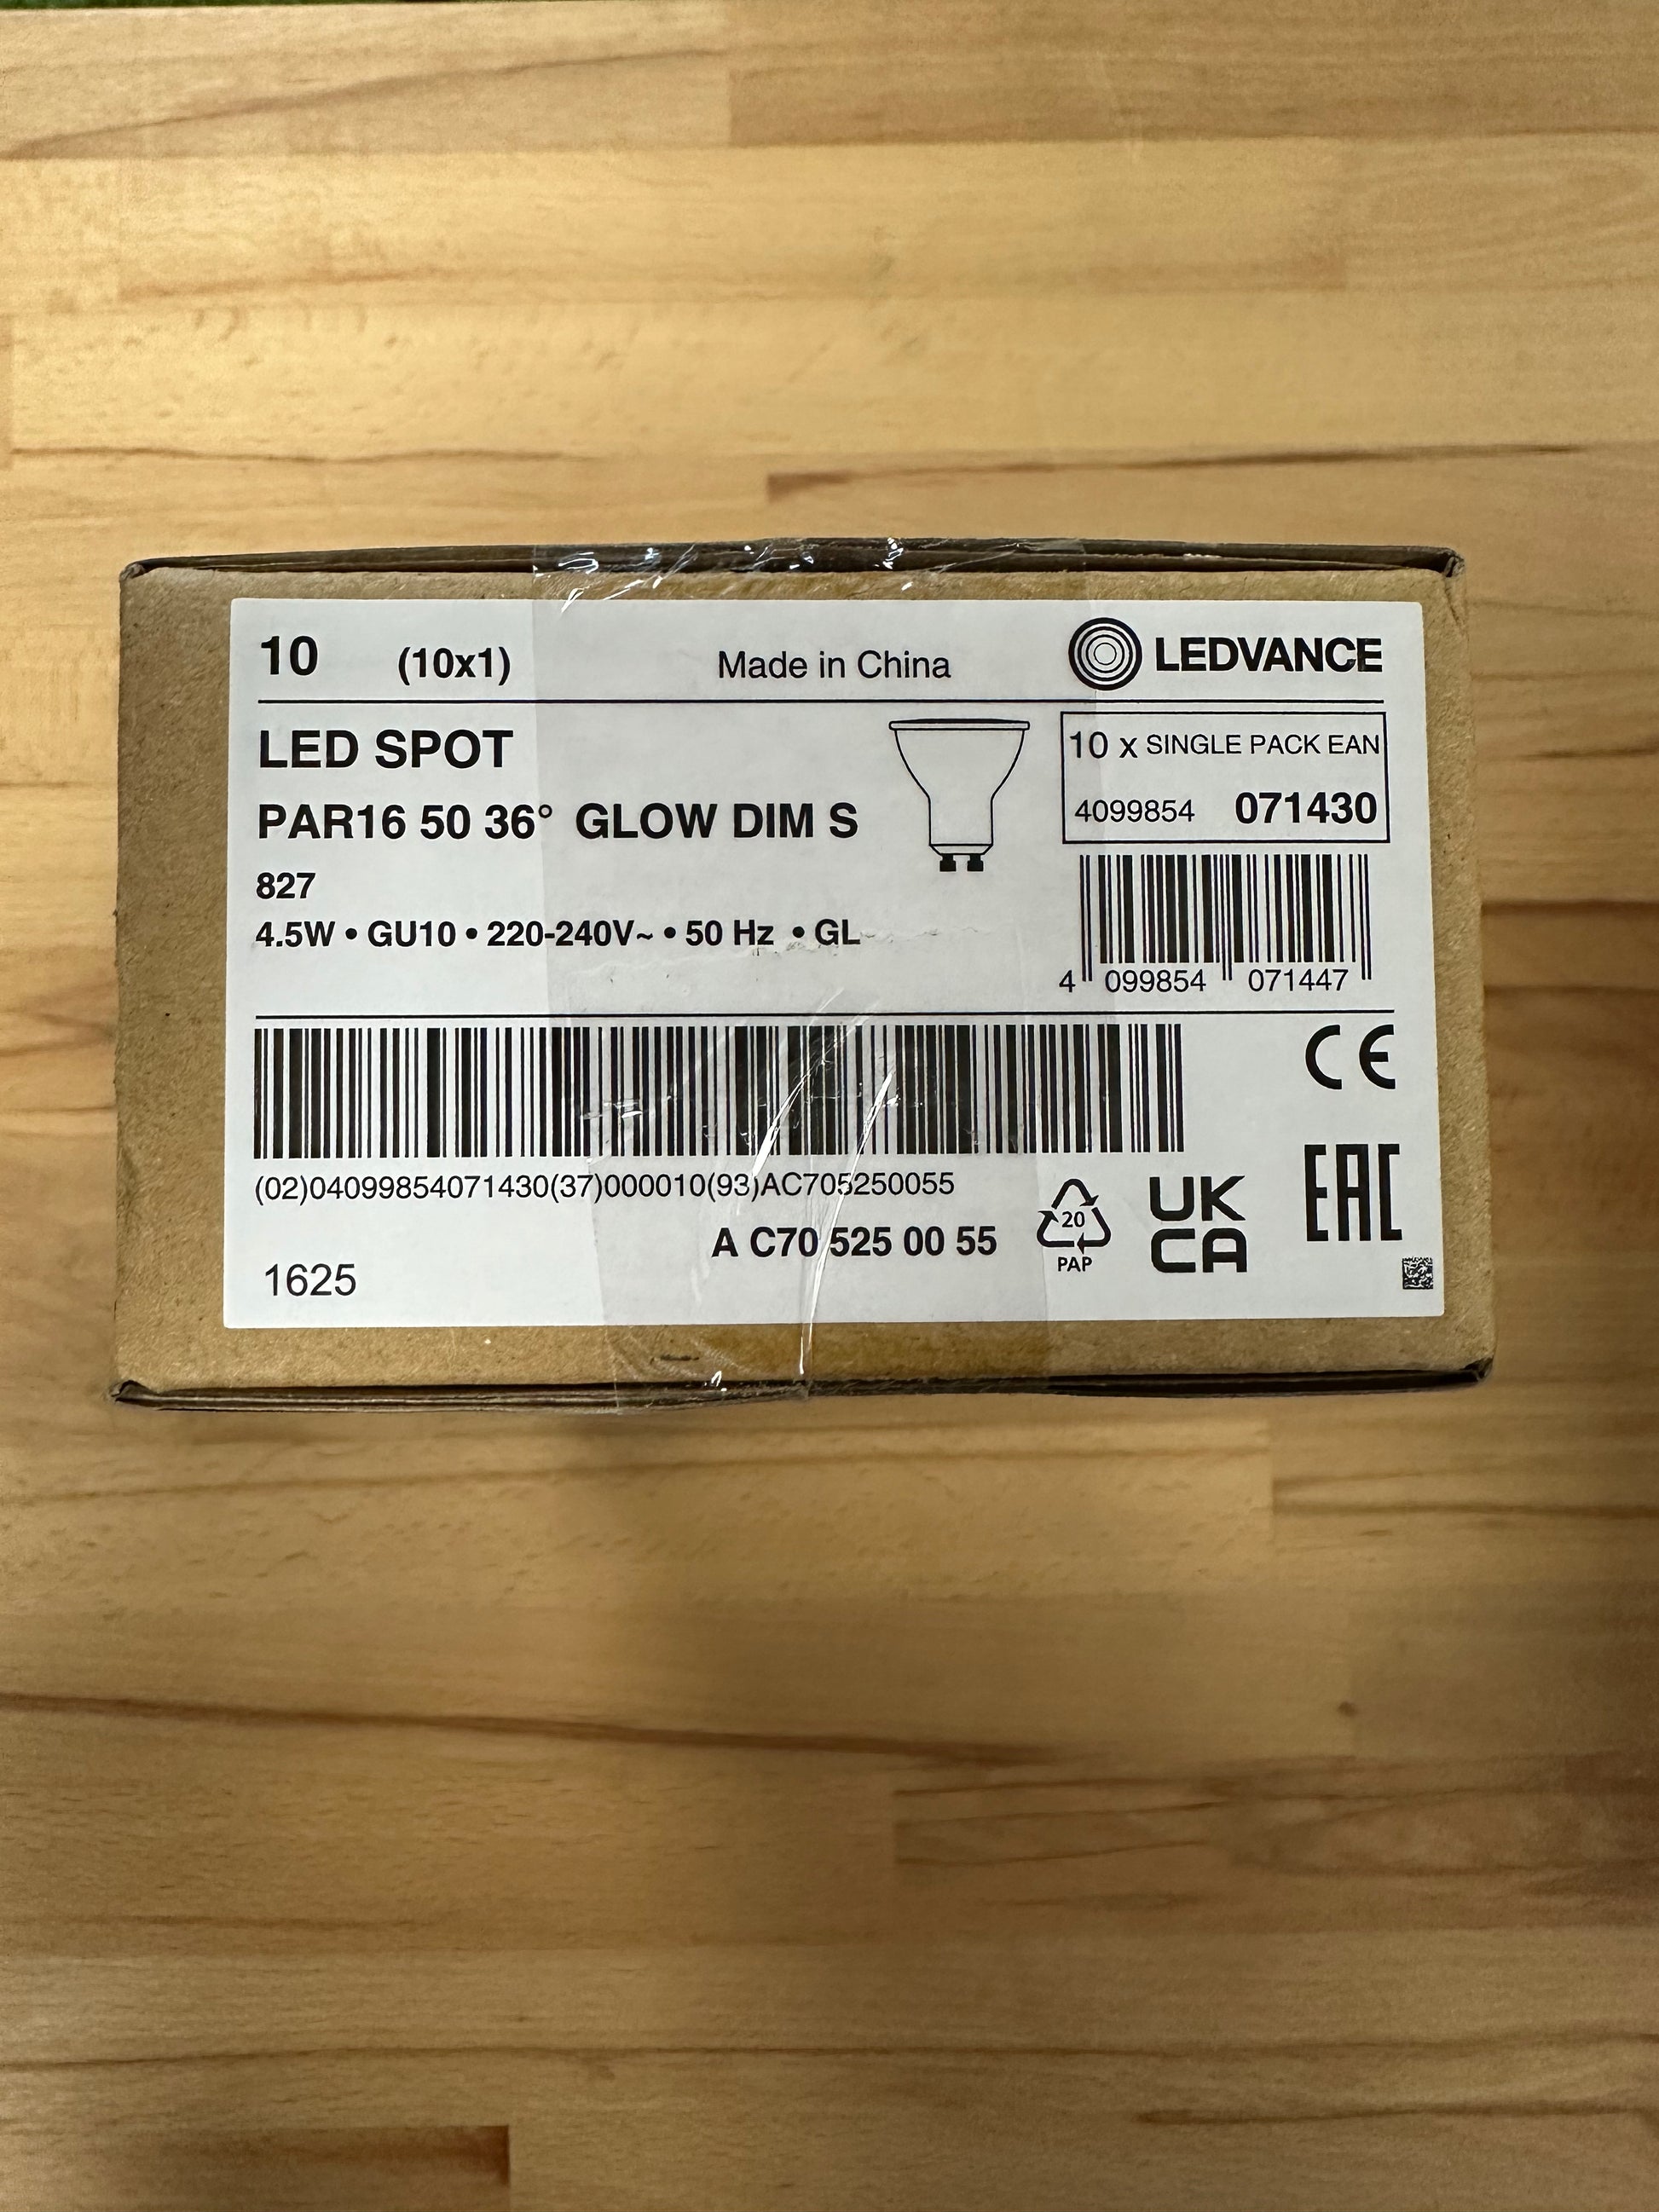 10 (10x1) Made in China LEDVANCE
LED SPOT
PAR16 50 36° GLOW DIM S
827
4.5W • GU10 • 220-240V~ • 50 Hz • GL
10 x SINGLE PACK EAN
4099854 071430
4 099854 071447
(02)04099854071430(37)000010(93)AC705250055
A C70 525 00 55
1625
20
PAP
UK
CA
CE
EAC